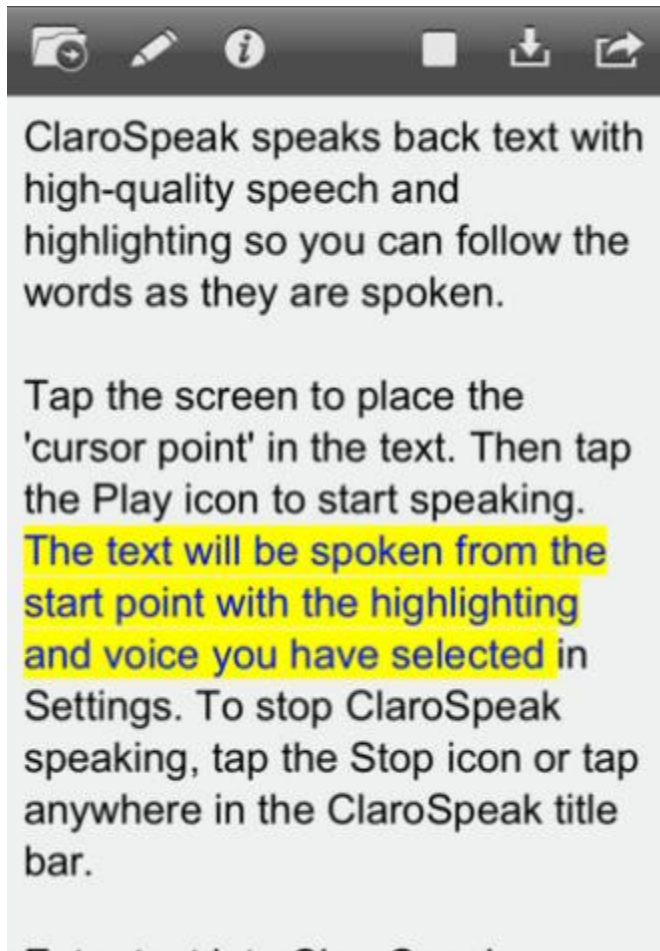 ClaroSpeak speaks back text with
high-quality speech and
highlighting so you can follow the
words as they are spoken.
Tap the screen to place the
'cursor point' in the text. Then tap
the Play icon to start speaking.
The text will be spoken from the
start point with the highlighting
and voice you have selected in
Settings. To stop ClaroSpeak
speaking, tap the Stop icon or tap
anywhere in the ClaroSpeak title
bar.